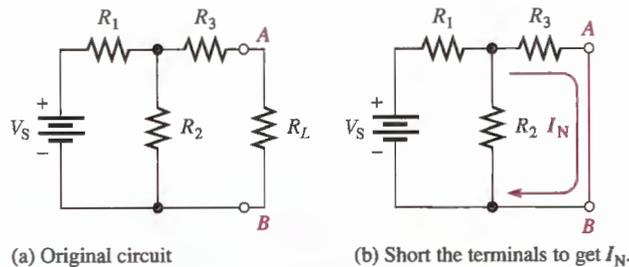 R1 R3 A
+
VS R2 RL
−
B
(a) Original circuit
R1 R3 A
+
VS R2 IN
−
B
(b) Short the terminals to get IN.